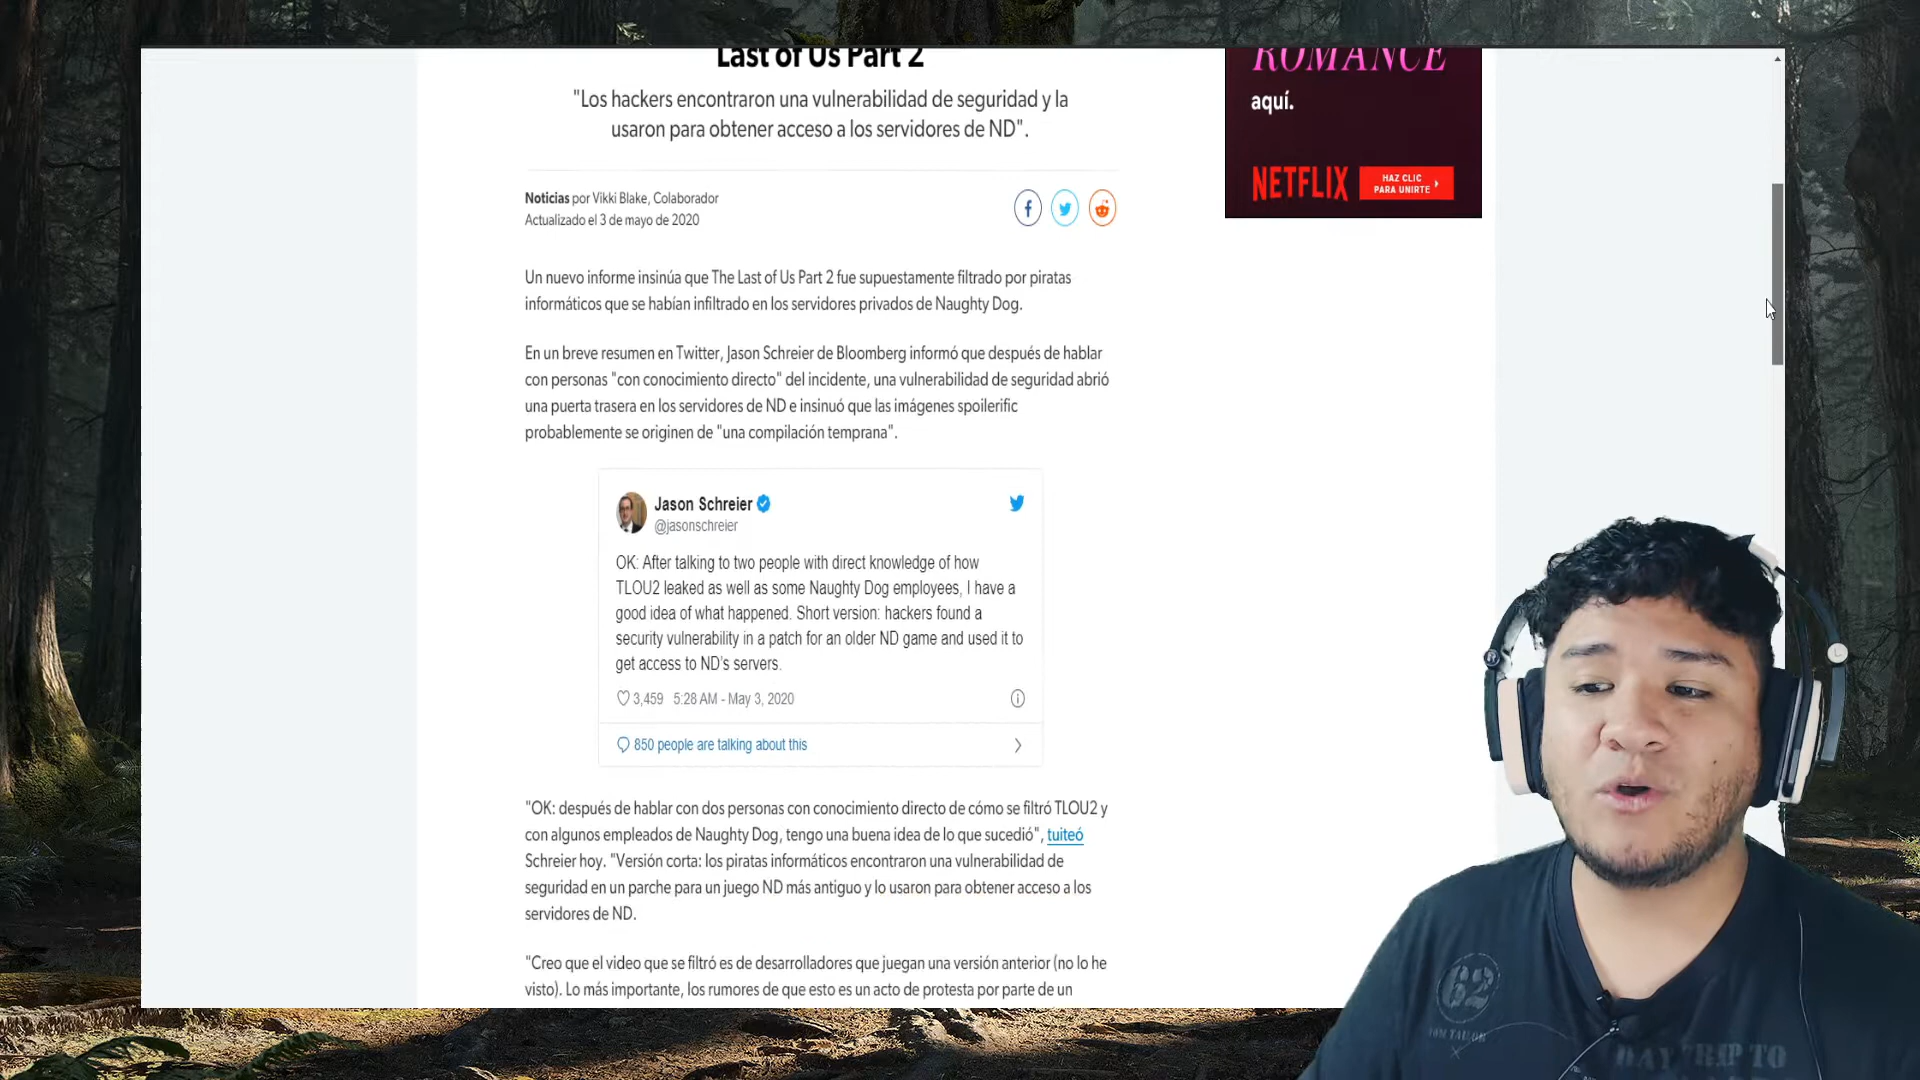 Last of Us Part 2
"Los hackers encontraron una vulnerabilidad de seguridad y la
usaron para obtener acceso a los servidores de ND".
Noticias por Vikki Blake, Colaborador
Actualizado el 3 de mayo de 2020
ROMANCE
aquí.
NETFLIX
HAZ CLIC
PARA UNIRTE
Un nuevo informe insinúa que The Last of Us Part 2 fue supuestamente filtrado por piratas
informáticos que se habían infiltrado en los servidores privados de Naughty Dog.
En un breve resumen en Twitter, Jason Schreier de Bloomberg informó que después de hablar
con personas "con conocimiento directo" del incidente, una vulnerabilidad de seguridad abrió
una puerta trasera en los servidores de ND e insinuó que las imágenes spoilerific
probablemente se originen de "una compilación temprana".
Jason Schreier
@jasonschreier
OK: After talking to two people with direct knowledge of how
TLOU2 leaked as well as some Naughty Dog employees, I have a
good idea of what happened. Short version: hackers found a
security vulnerability in a patch for an older ND game and used it to
get access to ND's servers.
3,459 5:28 AM - May 3, 2020
850 people are talking about this
"OK: después de hablar con dos personas con conocimiento directo de cómo se filtró TLOU2 y
con algunos empleados de Naughty Dog, tengo una buena idea de lo que sucedió", tuiteó
Schreier hoy. "Versión corta: los piratas informáticos encontraron una vulnerabilidad de
seguridad en un parche para un juego ND más antiguo y lo usaron para obtener acceso a los
servidores de ND.
"Creo que el video que se filtró es de desarrolladores que juegan una versión anterior (no lo he
visto). Lo más importante, los rumores de que esto es un acto de protesta por parte de un
62
TOM TAILOR
DAY TRIP TO